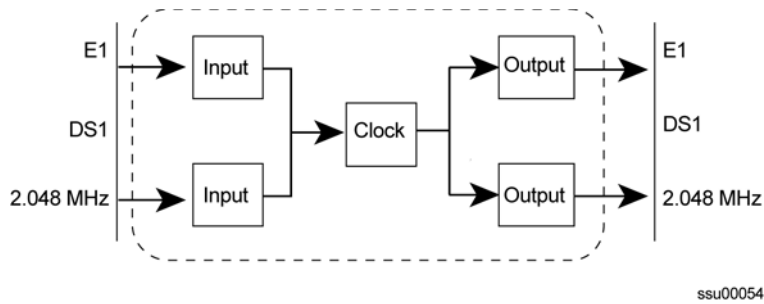 E1
DS1
2.048 MHz
Input
Input
Clock
Output
Output
E1
DS1
2.048 MHz
ssu00054